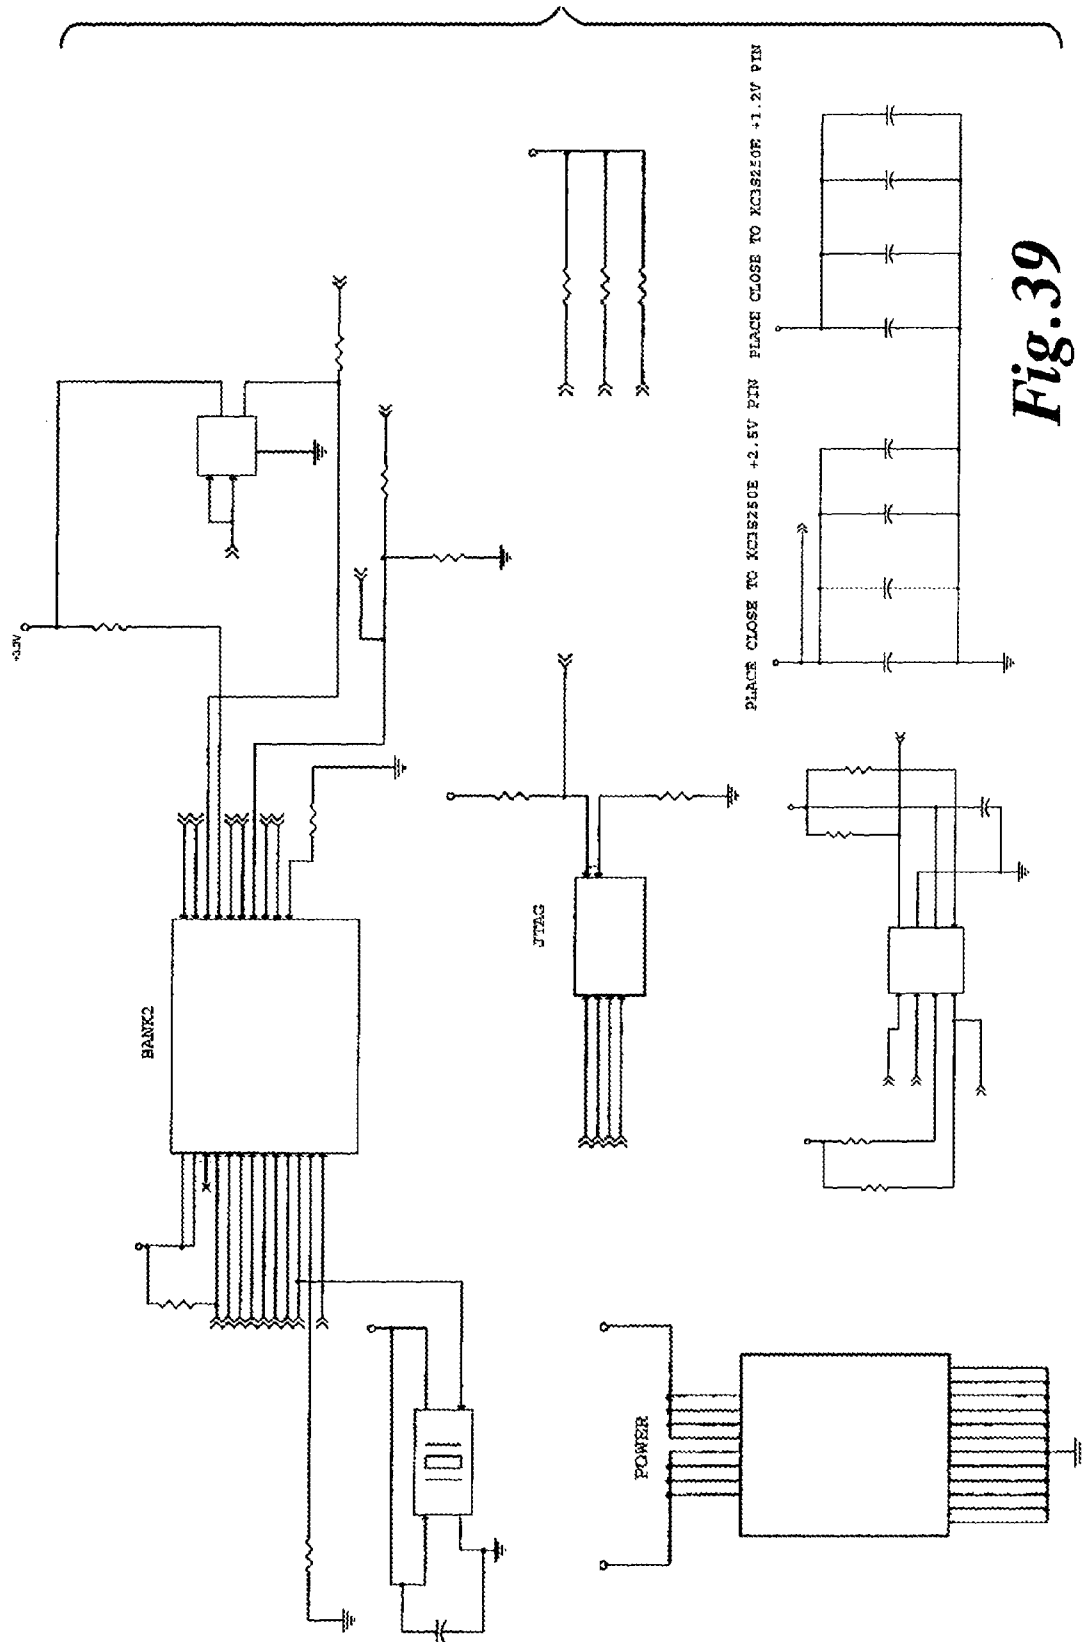 +3.3V
BANK2
JTAG
POWER
PLACE CLOSE TO XC3S250E +2.5V PIN
PLACE CLOSE TO XC3S250E +1.2V PIN
Fig.39